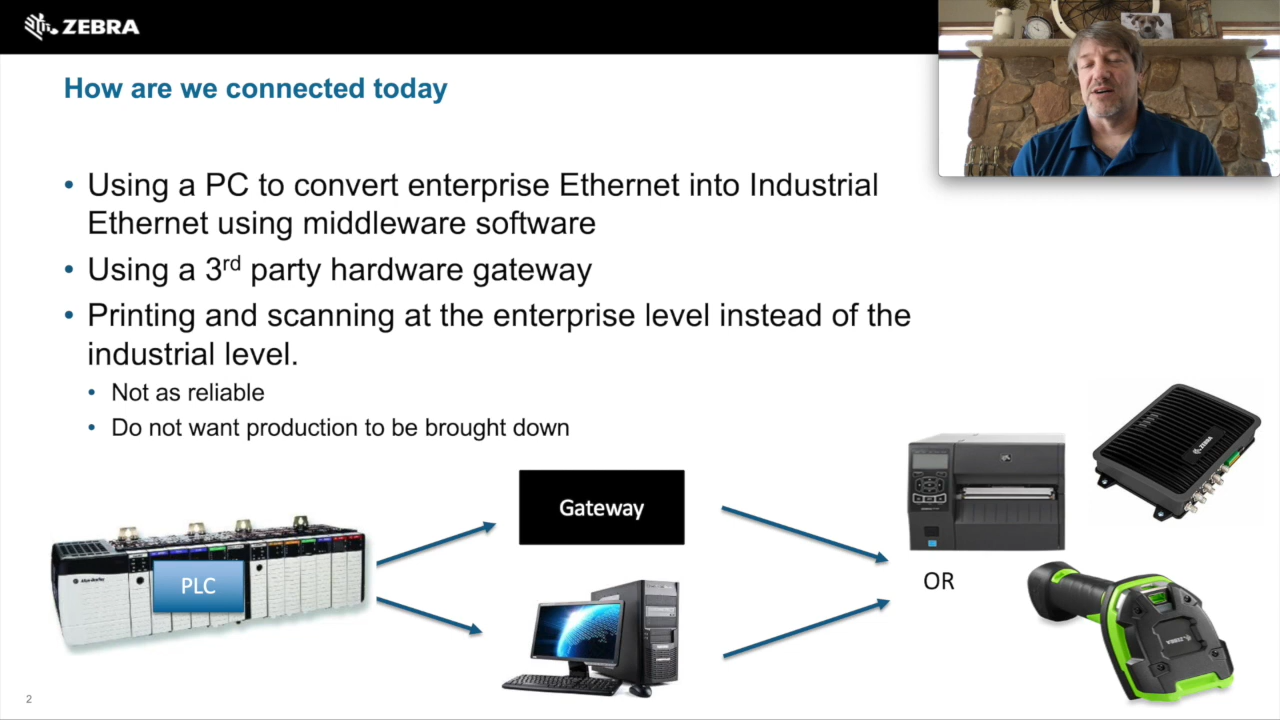 ZEBRA
How are we connected today
• Using a PC to convert enterprise Ethernet into Industrial
Ethernet using middleware software
• Using a 3rd party hardware gateway
• Printing and scanning at the enterprise level instead of the
industrial level.
• Not as reliable
• Do not want production to be brought down
ZEBRA
Gateway
PLC
OR
ZEBRA
2